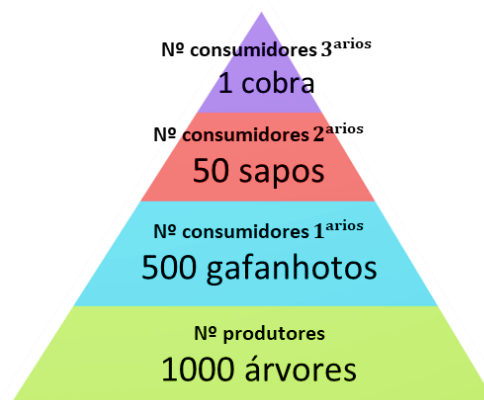 Nº consumidores 3ᵃʳⁱᵒˢ
1 cobra
Nº consumidores 2ᵃʳⁱᵒˢ
50 sapos
Nº consumidores 1ᵃʳⁱᵒˢ
500 gafanhotos
Nº produtores
1000 árvores